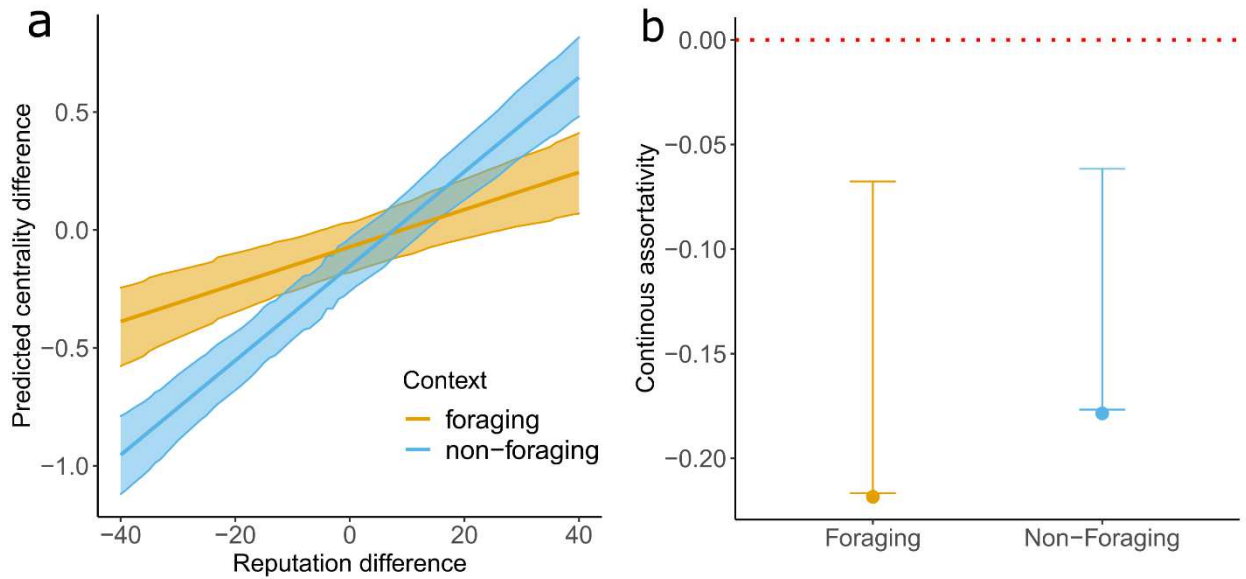 a
Predicted centrality difference
0.5
0.0
−0.5
−1.0
−40
−20
0
20
40
Reputation difference
Context
foraging
non−foraging
b
Continous assortativity
0.00
−0.05
−0.10
−0.15
−0.20
Foraging
Non−Foraging